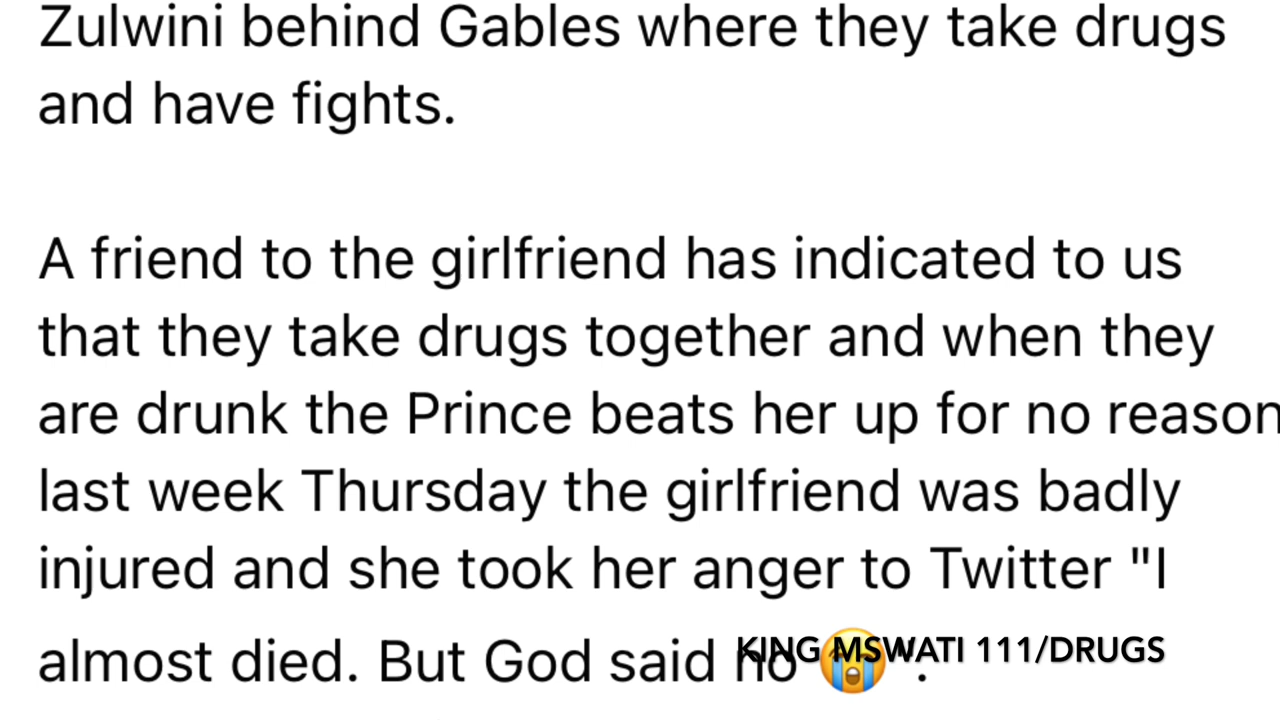 Zulwini behind Gables where they take drugs
and have fights.
A friend to the girlfriend has indicated to us
that they take drugs together and when they
are drunk the Prince beats her up for no reason
last week Thursday the girlfriend was badly
injured and she took her anger to Twitter "I
almost died. But God said no 😭".
KING MSWATI 111/DRUGS